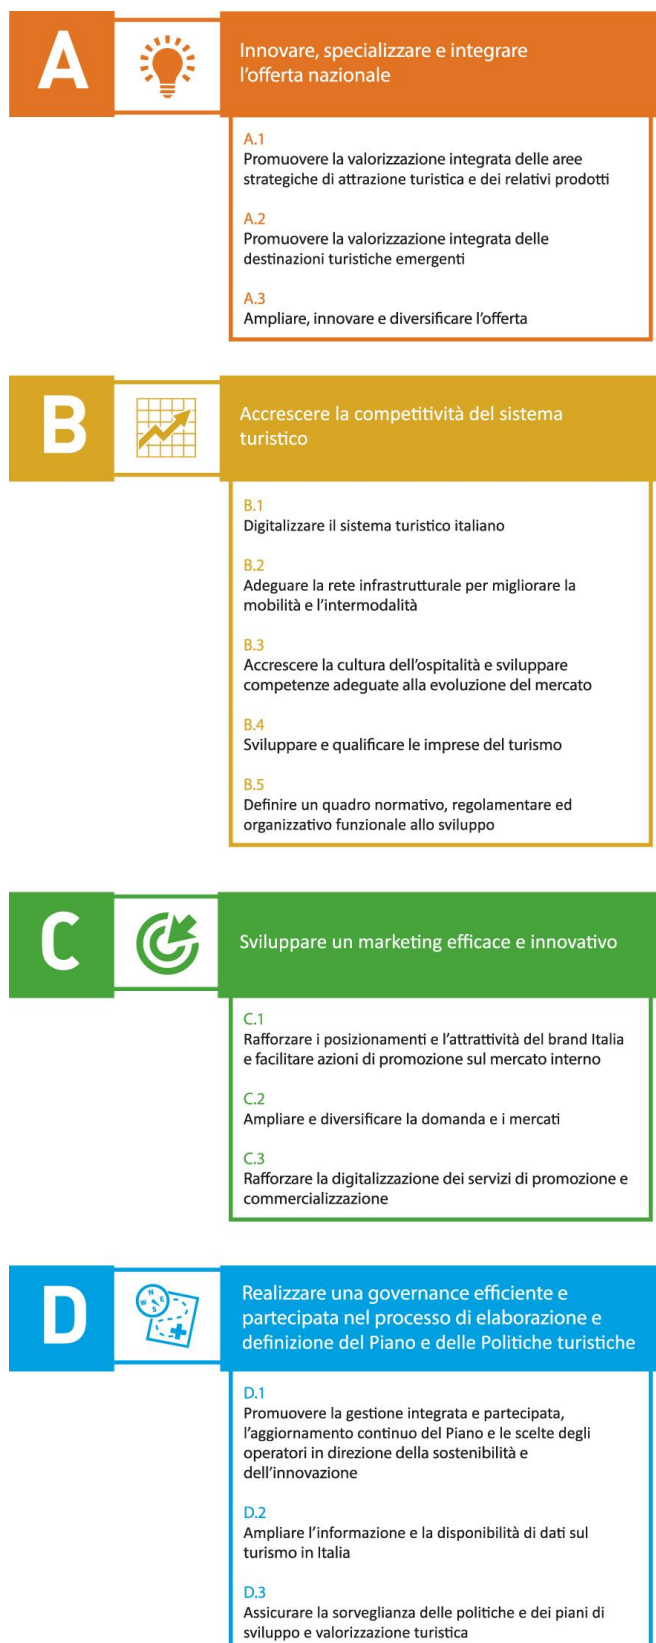 A
Innovare, specializzare e integrare
l'offerta nazionale
A.1
Promuovere la valorizzazione integrata delle aree
strategiche di attrazione turistica e dei relativi prodotti
A.2
Promuovere la valorizzazione integrata delle
destinazioni turistiche emergenti
A.3
Ampliare, innovare e diversificare l'offerta
B
Accrescere la competitività del sistema
turistico
B.1
Digitalizzare il sistema turistico italiano
B.2
Adeguare la rete infrastrutturale per migliorare la
mobilità e l'intermodalità
B.3
Accrescere la cultura dell'ospitalità e sviluppare
competenze adeguate alla evoluzione del mercato
B.4
Sviluppare e qualificare le imprese del turismo
B.5
Definire un quadro normativo, regolamentare ed
organizzativo funzionale allo sviluppo
C
Sviluppare un marketing efficace e innovativo
C.1
Rafforzare i posizionamenti e l'attrattività del brand Italia
e facilitare azioni di promozione sul mercato interno
C.2
Ampliare e diversificare la domanda e i mercati
C.3
Rafforzare la digitalizzazione dei servizi di promozione e
commercializzazione
D
N
W E
S
Realizzare una governance efficiente e
partecipata nel processo di elaborazione e
definizione del Piano e delle Politiche turistiche
D.1
Promuovere la gestione integrata e partecipata,
l'aggiornamento continuo del Piano e le scelte degli
operatori in direzione della sostenibilità e
dell'innovazione
D.2
Ampliare l'informazione e la disponibilità di dati sul
turismo in Italia
D.3
Assicurare la sorveglianza delle politiche e dei piani di
sviluppo e valorizzazione turistica